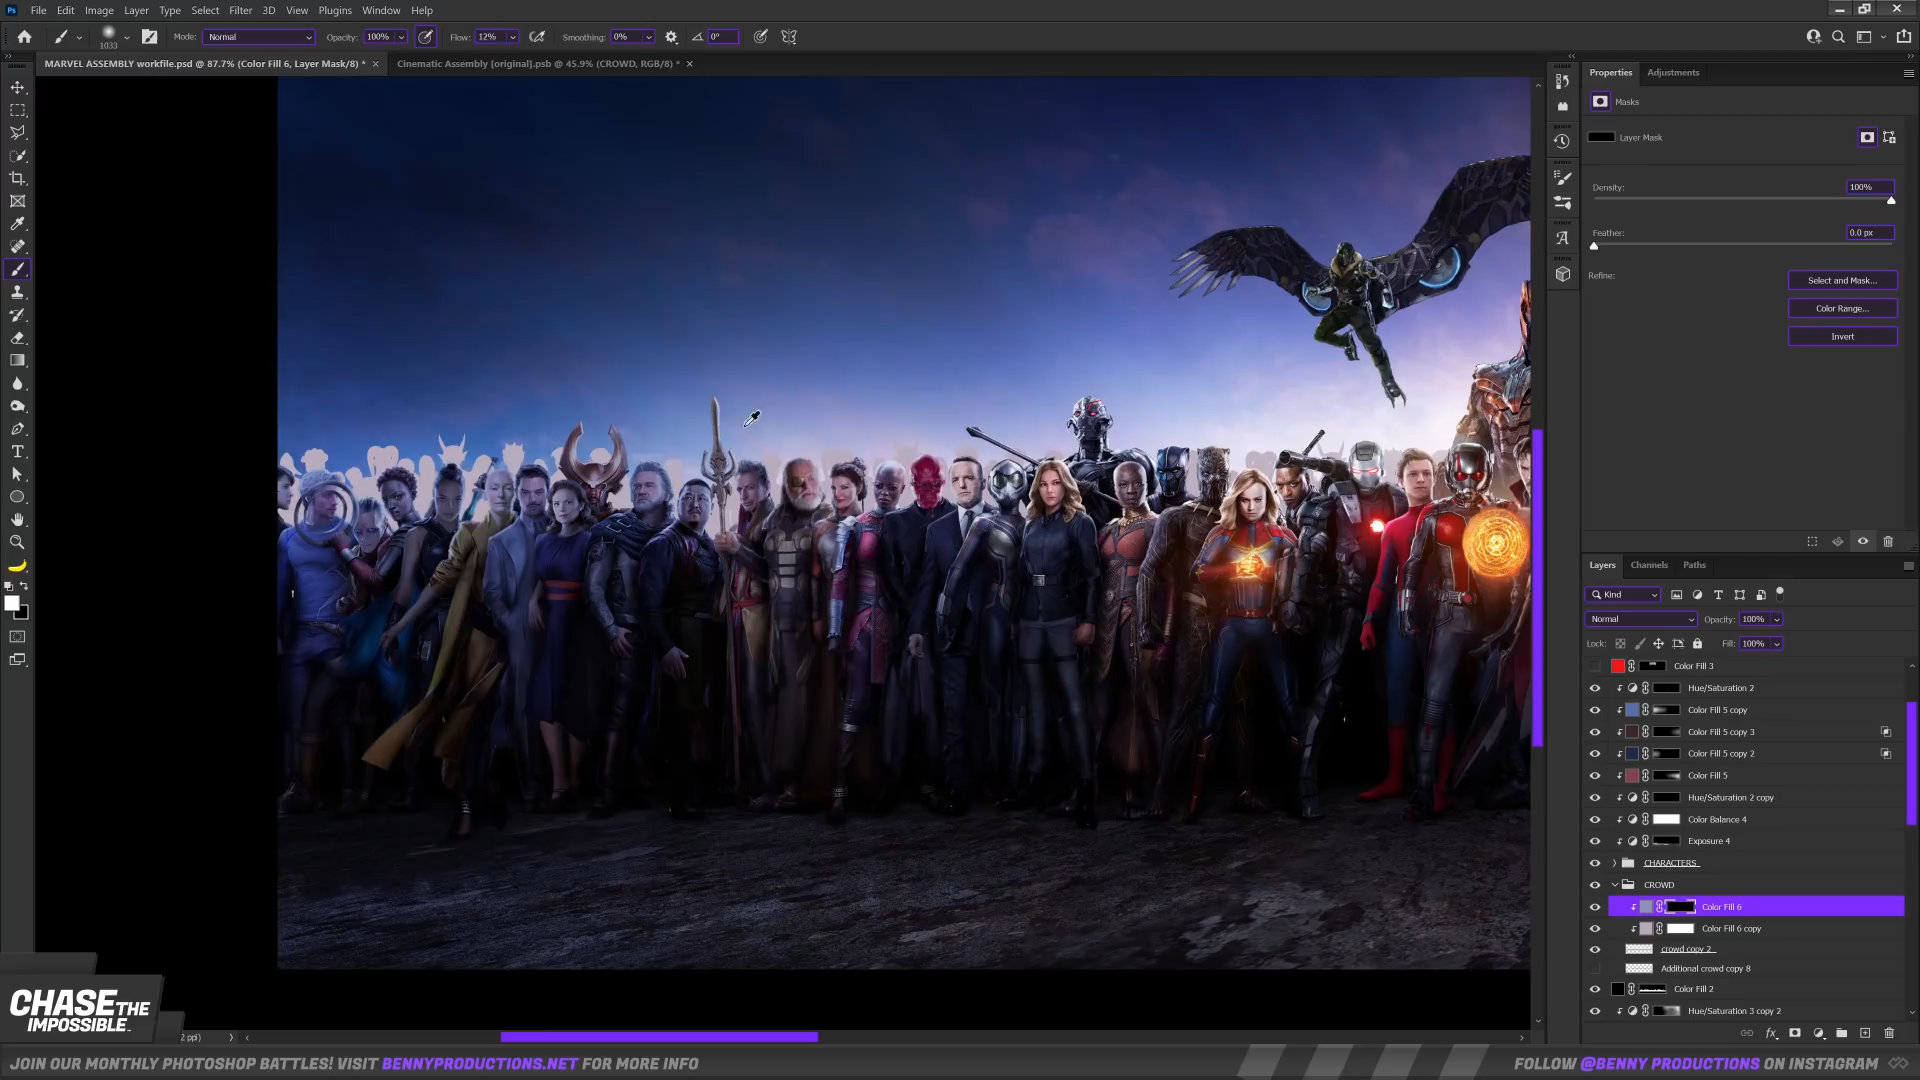 File Edit Image Layer Type Select Filter 3D View Plugins Window Help
1033 Mode: Normal Opacity: 100% Flow: 12% Smoothing: 0% 0°
MARVEL ASSEMBLY workfile.psd @ 87.7% (Color Fill 6, Layer Mask/8) * ×
Cinematic Assembly [original].psb @ 45.9% (CROWD, RGB/8) * ×
Properties Adjustments
Masks
Layer Mask
Density: 100%
Feather: 0.0 px
Refine: Select and Mask...
Color Range...
Invert
Layers Channels Paths
Kind
Normal Opacity: 100%
Lock: Fill: 100%
Color Fill 3
Hue/Saturation 2
Color Fill 5 copy
Color Fill 5 copy 3
Color Fill 5 copy 2
Color Fill 5
Hue/Saturation 2 copy
Color Balance 4
Exposure 4
CHARACTERS
CROWD
Color Fill 6
Color Fill 6 copy
crowd copy 2
Additional crowd copy 8
Color Fill 2
Hue/Saturation 3 copy 2
CHASE THE
IMPOSSIBLE
2 ppi)
JOIN OUR MONTHLY PHOTOSHOP BATTLES! VISIT BENNYPRODUCTIONS.NET FOR MORE INFO
FOLLOW @BENNY PRODUCTIONS ON INSTAGRAM